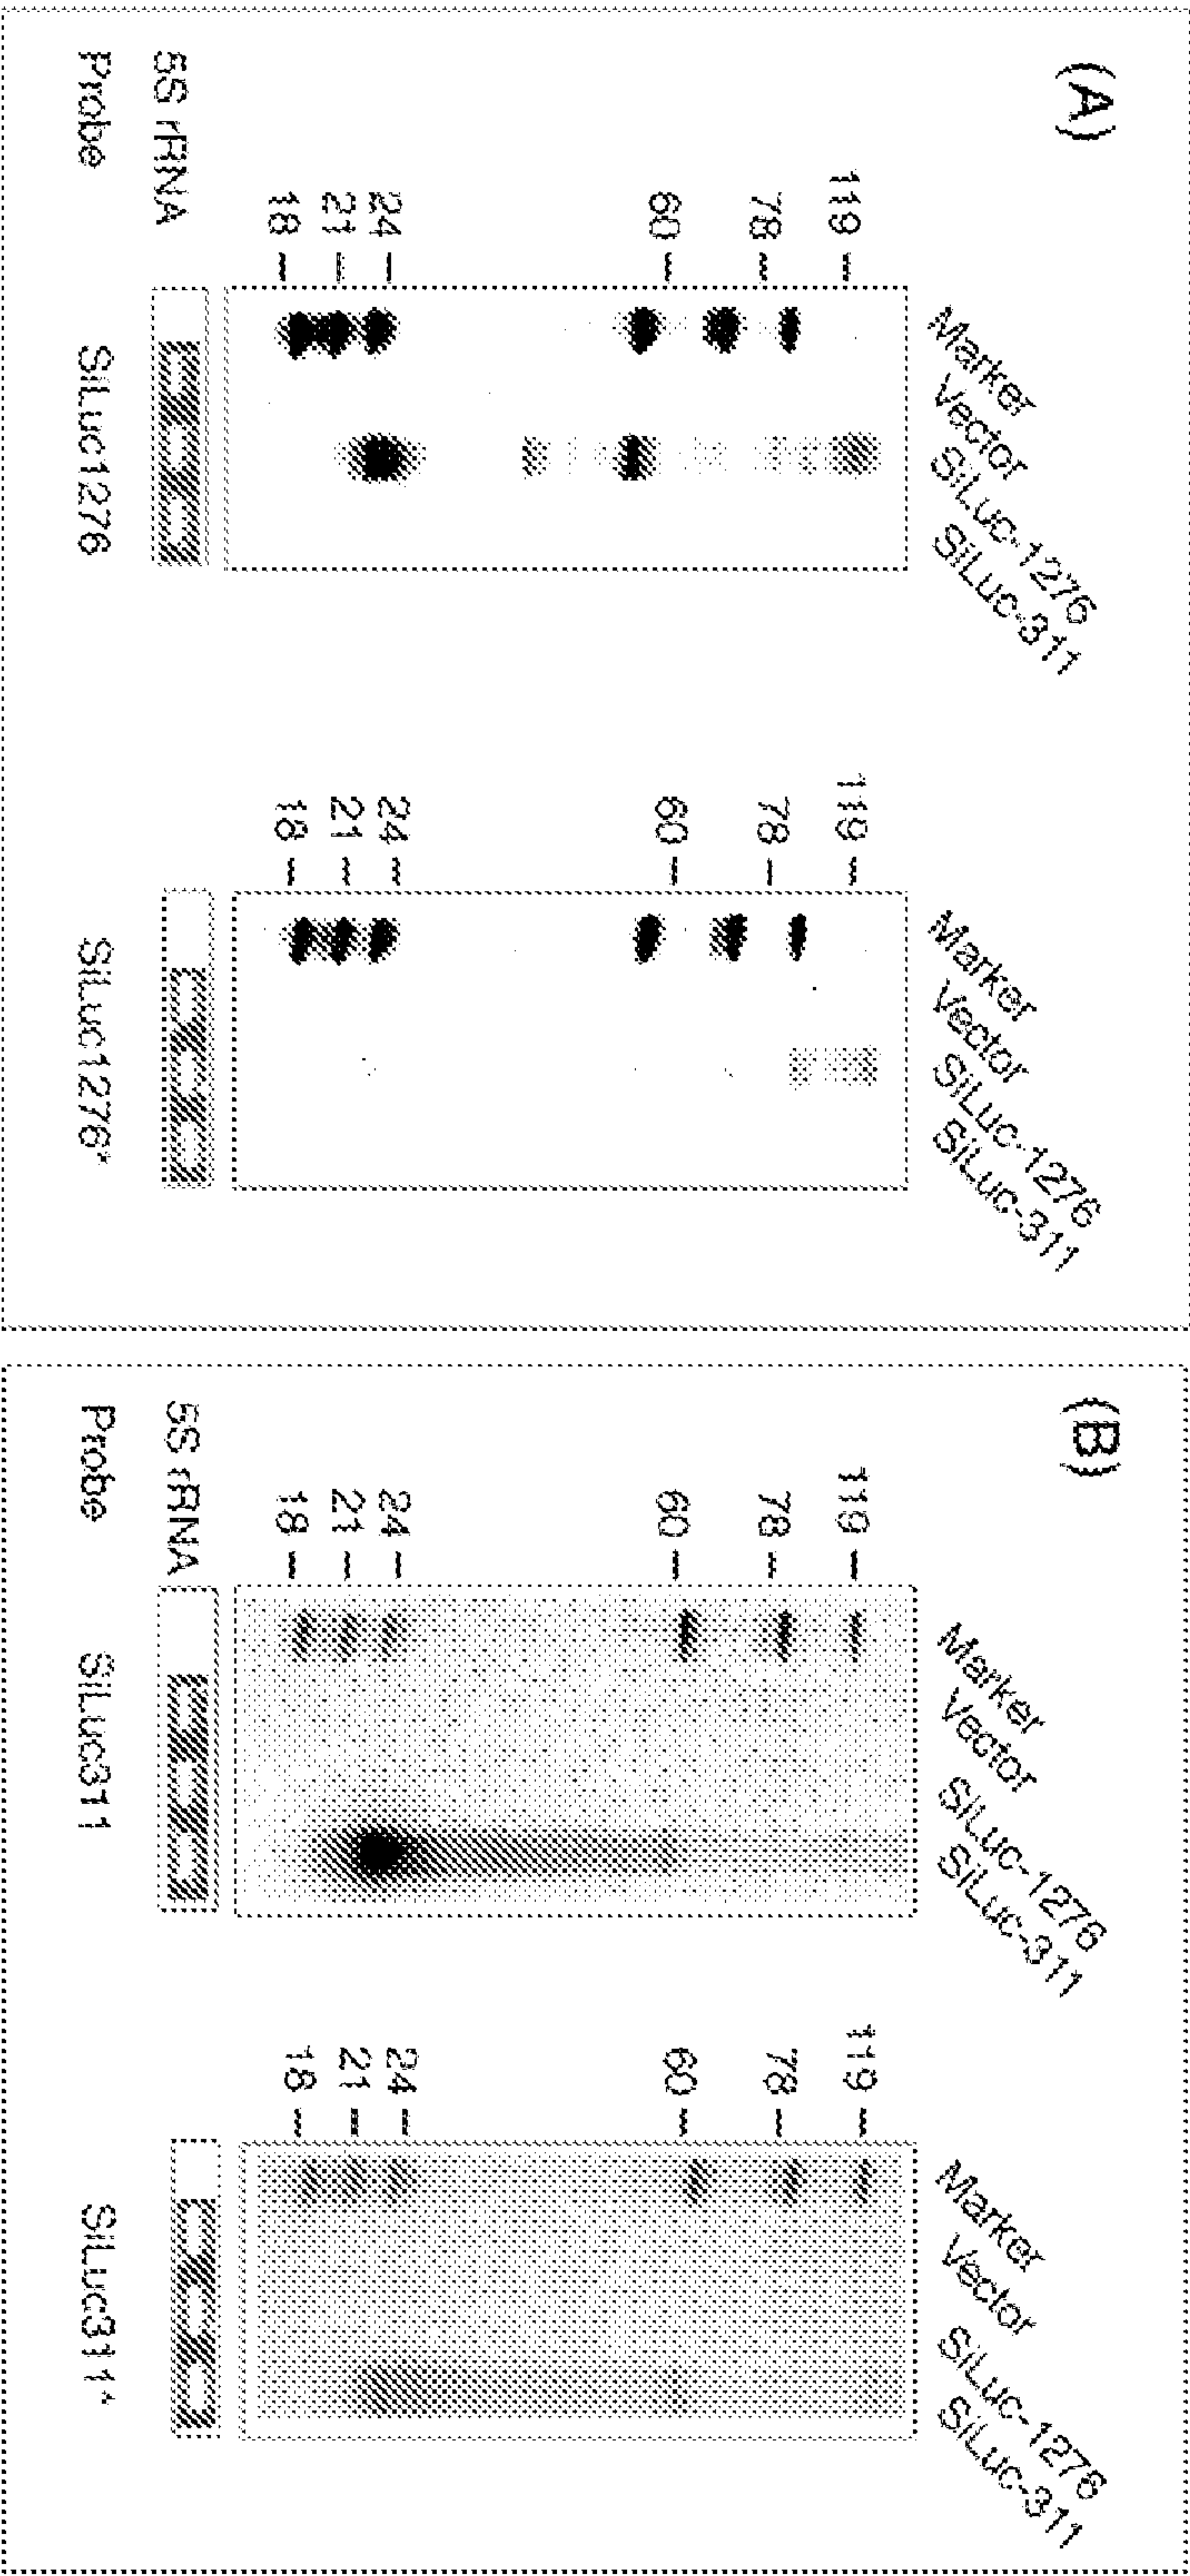 (A)
Marker
Vector
SiLuc-1276
SiLuc-311
119
78
60
24
21
18
5S rRNA
Probe
SiLuc1276
Marker
Vector
SiLuc-1276
SiLuc-311
119
78
60
24
21
18
SiLuc1276*
(B)
Marker
Vector
SiLuc-1276
SiLuc-311
119
78
60
24
21
18
5S rRNA
Probe
SiLuc311
Marker
Vector
SiLuc-1276
SiLuc-311
119
78
60
24
21
18
SiLuc311*